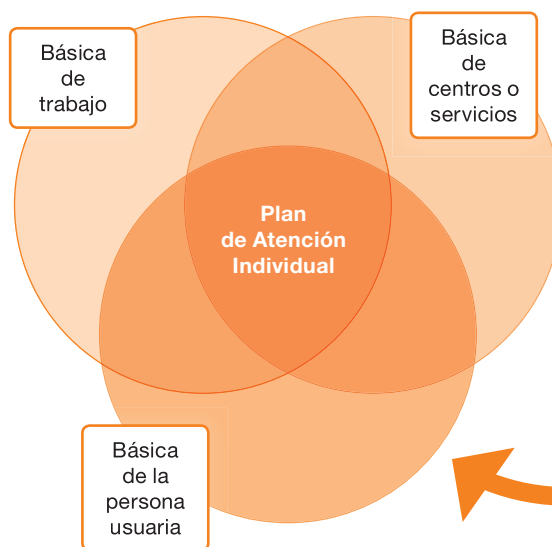 Básica
de
trabajo
Básica
de
centros o
servicios
Plan
de Atención
Individual
Básica
de la
persona
usuaria